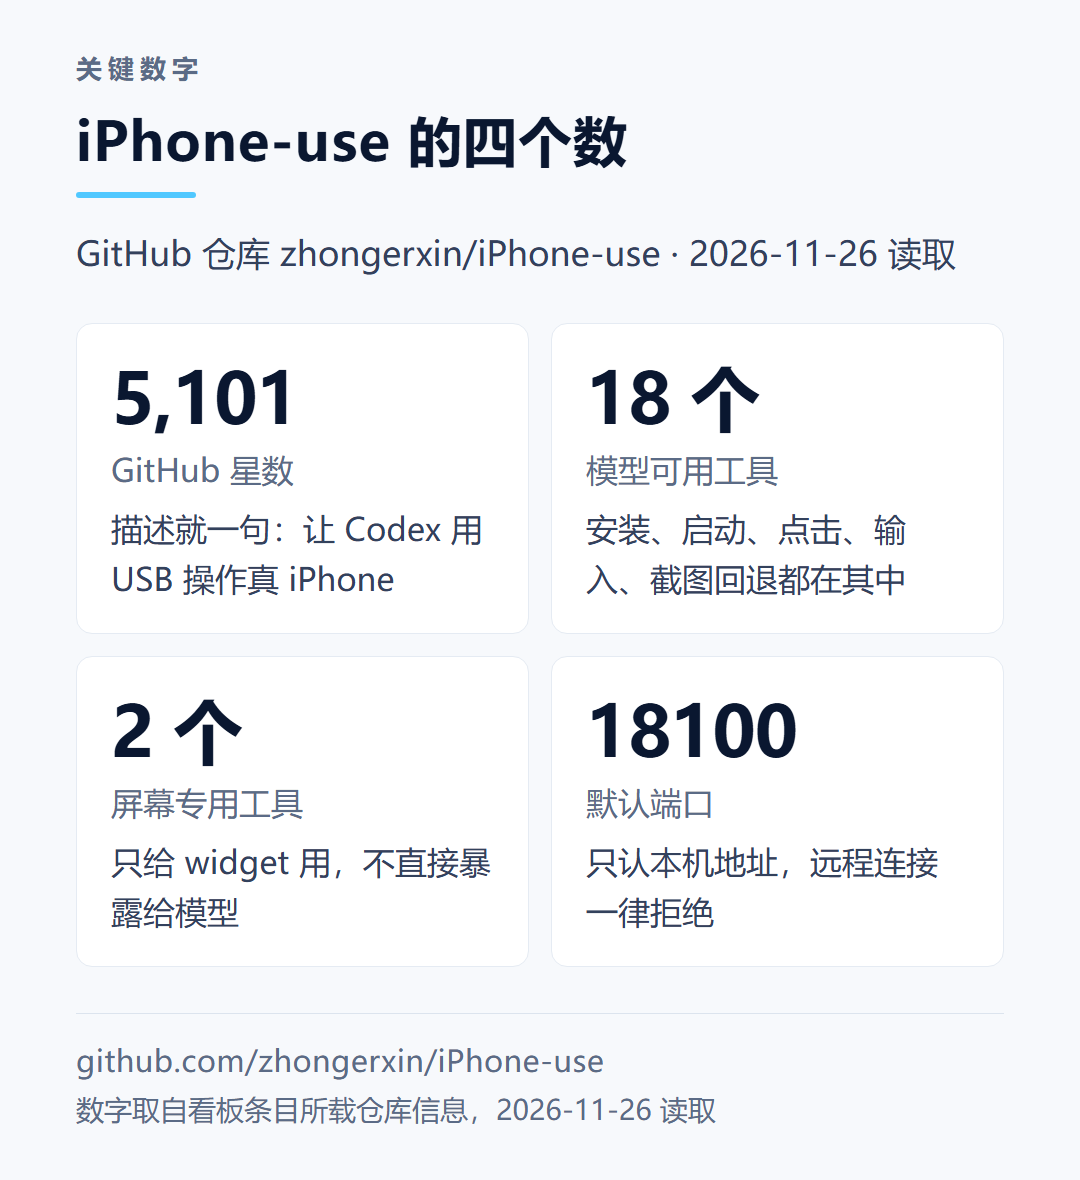 关键数字
iPhone-use 的四个数
GitHub 仓库 zhongerxin/iPhone-use · 2026-11-26 读取
5,101
GitHub 星数
描述就一句：让 Codex 用
USB 操作真 iPhone
18 个
模型可用工具
安装、启动、点击、输
入、截图回退都在其中
2 个
屏幕专用工具
只给 widget 用，不直接暴
露给模型
18100
默认端口
只认本机地址，远程连接
一律拒绝
github.com/zhongerxin/iPhone-use
数字取自看板条目所载仓库信息，2026-11-26 读取